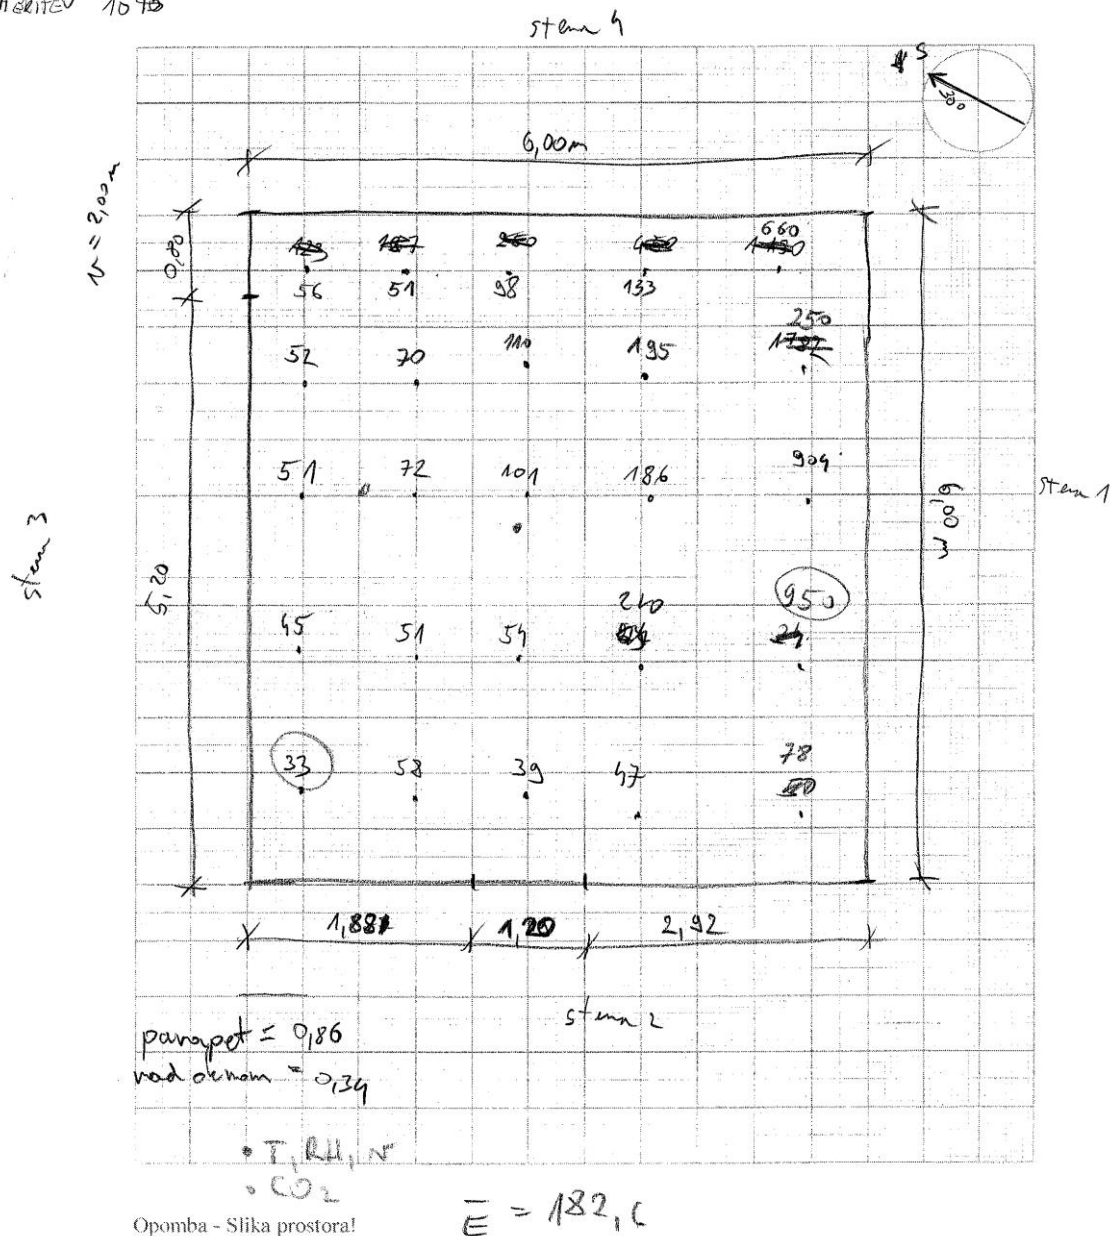 stena 4
S
30°
6,00m
v = 2,00m
0,80
660
56 51 98 133
250
52 70 110 195
51 72 101 186 904
stena 1
6,00 m
stena 3
5,20
210 950
45 51 54
78
33 58 39 47
1,88 1,20 2,92
stena 2
parapet = 0,86
nad oknom = 0,34
• T, RH, v
• CO2
Opomba - Slika prostora!
E = 182,